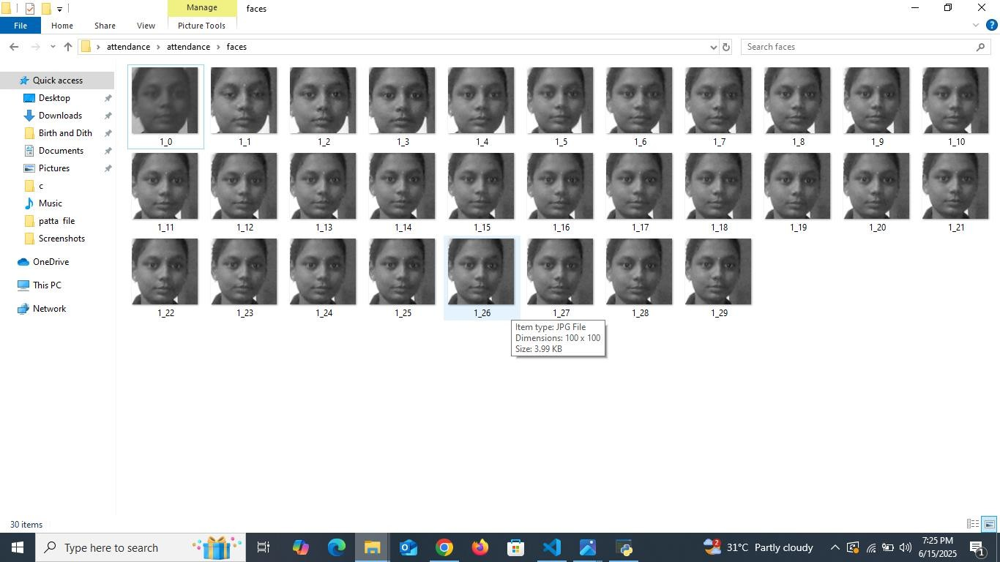 Manage
faces
File
Home
Share
View
Picture Tools
attendance
attendance
faces
Search faces
Quick access
Desktop
Downloads
Birth and Dith
Documents
Pictures
c
Music
patta file
Screenshots
OneDrive
This PC
Network
1_0
1_1
1_2
1_3
1_4
1_5
1_6
1_7
1_8
1_9
1_10
1_11
1_12
1_13
1_14
1_15
1_16
1_17
1_18
1_19
1_20
1_21
1_22
1_23
1_24
1_25
1_26
1_27
1_28
1_29
Item type: JPG File
Dimensions: 100 x 100
Size: 3.99 KB
30 items
Type here to search
2
31°C Partly cloudy
7:25 PM
6/15/2025
1